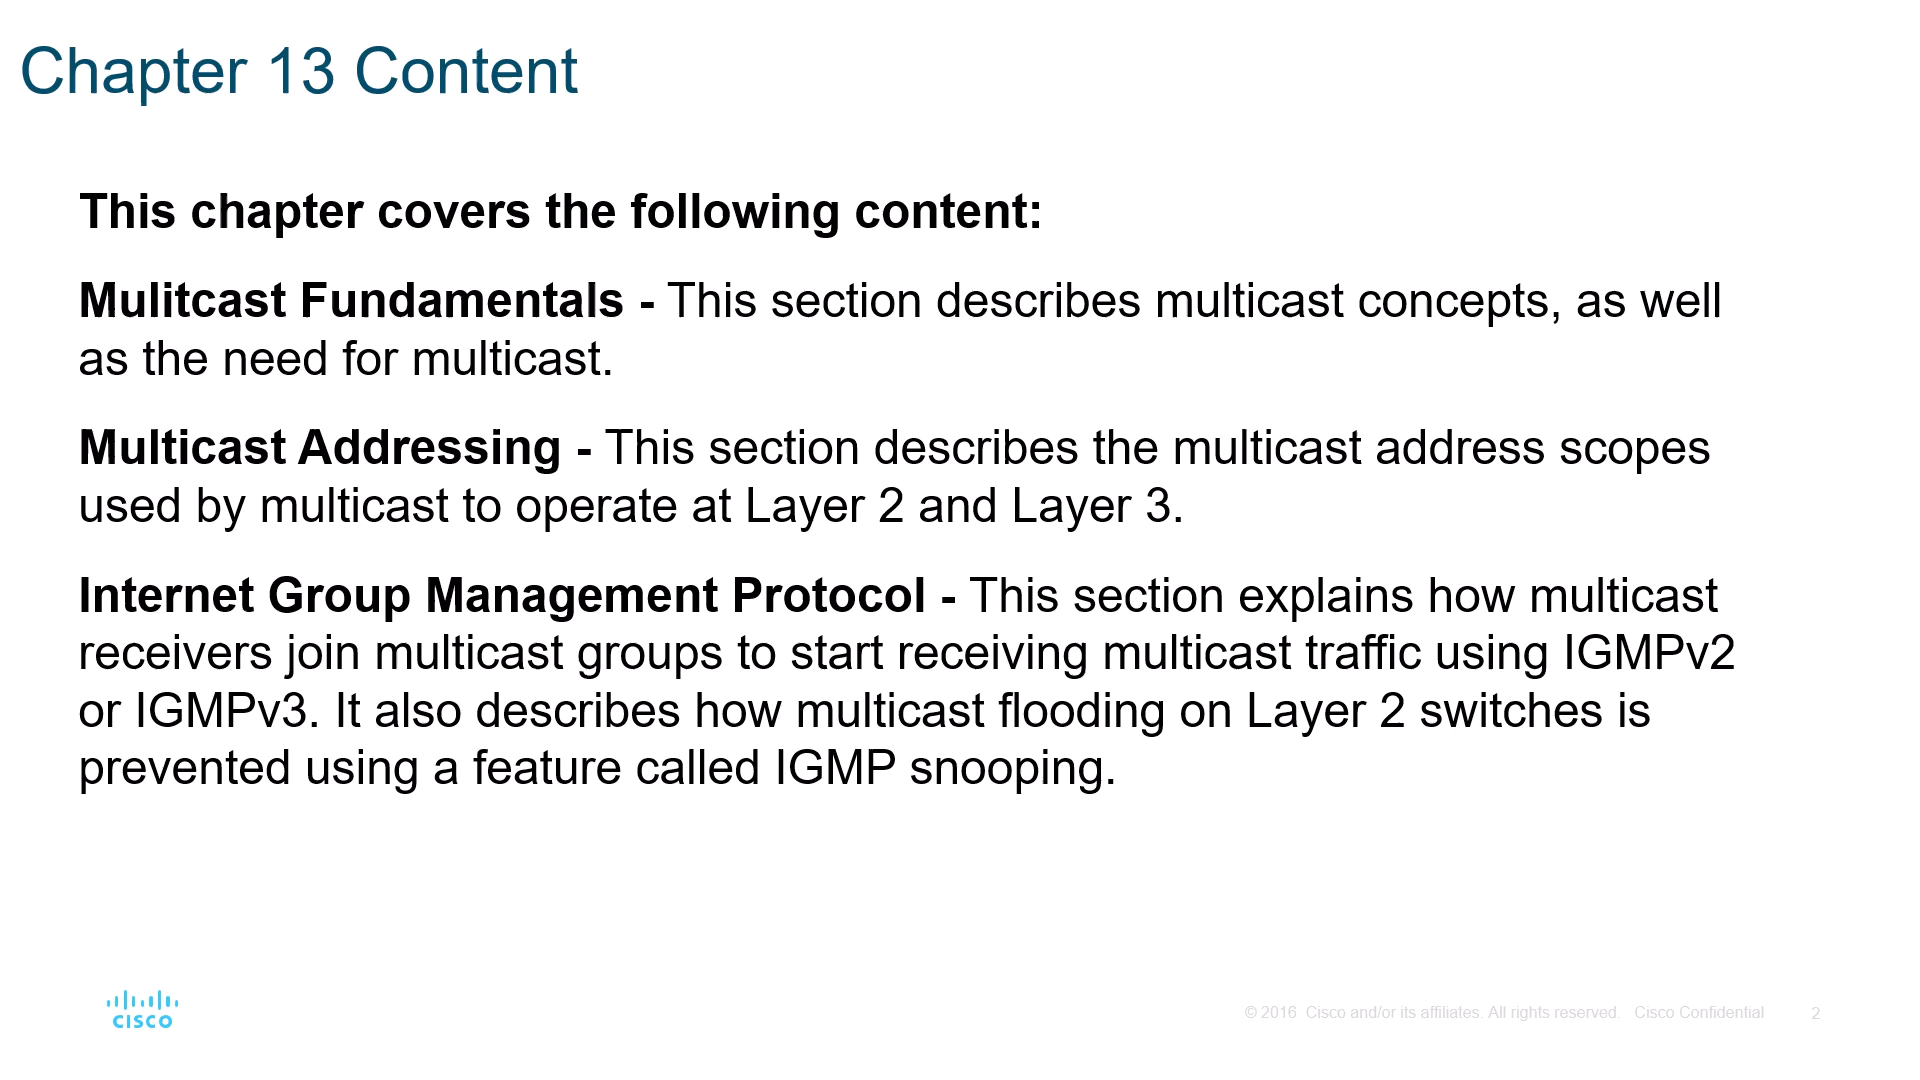 Chapter 13 Content
This chapter covers the following content:
Mulitcast Fundamentals - This section describes multicast concepts, as well
as the need for multicast.
Multicast Addressing - This section describes the multicast address scopes
used by multicast to operate at Layer 2 and Layer 3.
Internet Group Management Protocol - This section explains how multicast
receivers join multicast groups to start receiving multicast traffic using IGMPv2
or IGMPv3. It also describes how multicast flooding on Layer 2 switches is
prevented using a feature called IGMP snooping.
CISCO
© 2016 Cisco and/or its affiliates. All rights reserved. Cisco Confidential 2